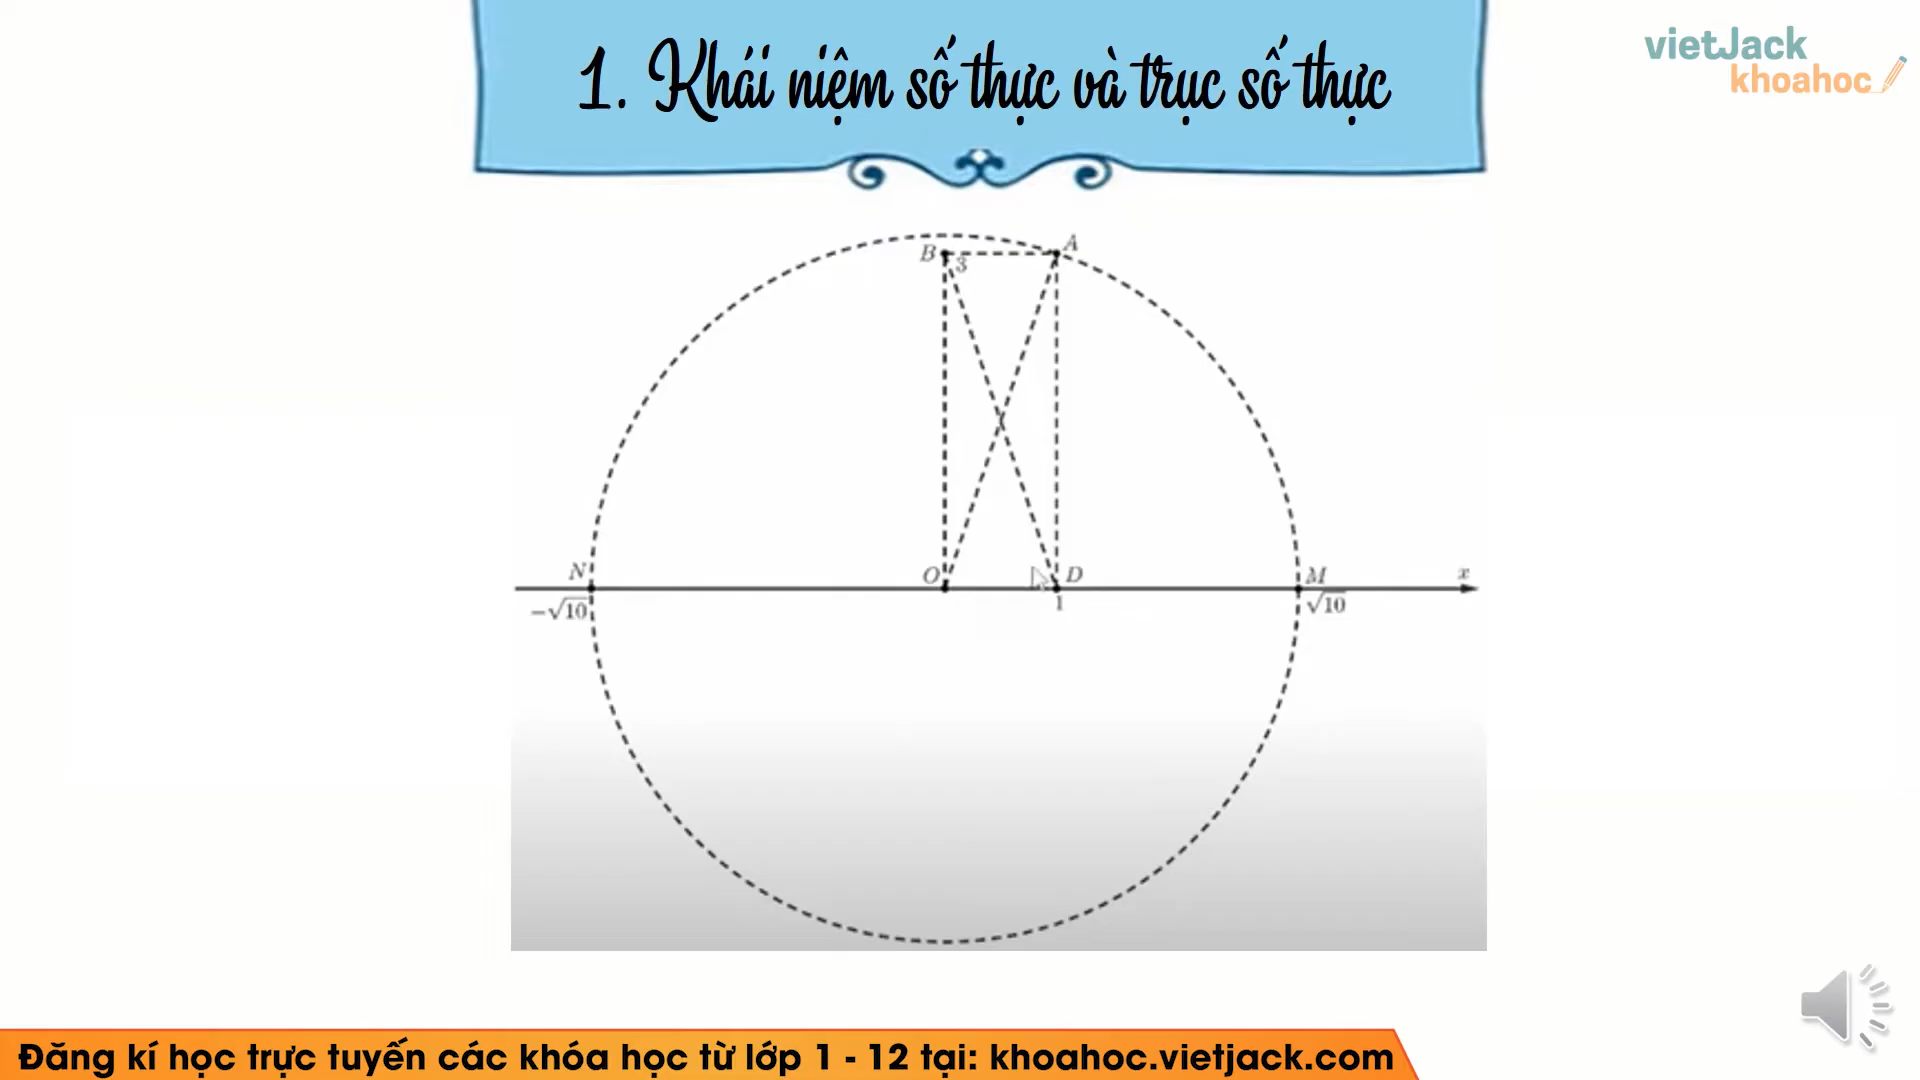 1. Khái niệm số thực và trục số thực
vietJack
khoahoc
B
3
A
N
O
D
M
x
−√10
1
√10
Đăng kí học trực tuyến các khóa học từ lớp 1 - 12 tại: khoahoc.vietjack.com